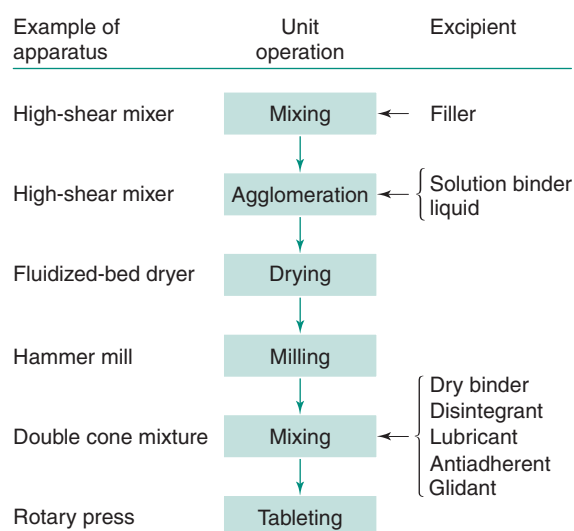 Example of apparatus
Unit operation
Excipient
High-shear mixer
Mixing
Filler
High-shear mixer
Agglomeration
Solution binder
liquid
Fluidized-bed dryer
Drying
Hammer mill
Milling
Double cone mixture
Mixing
Dry binder
Disintegrant
Lubricant
Antiadherent
Glidant
Rotary press
Tableting